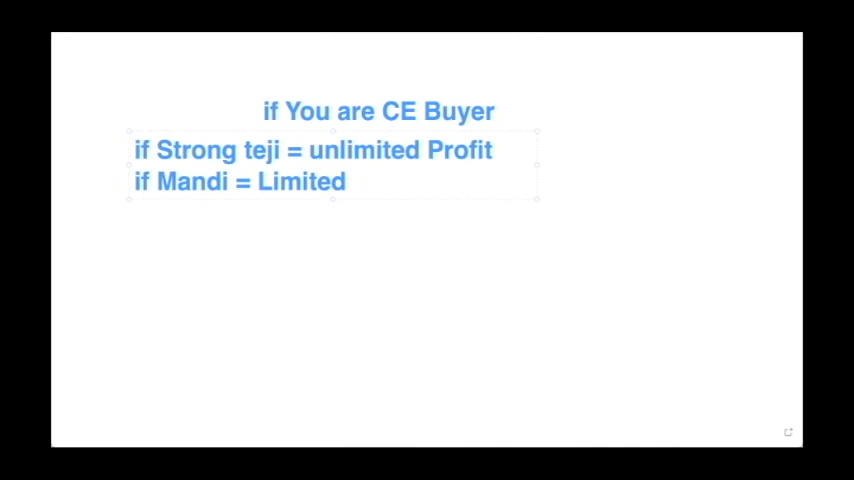 if You are CE Buyer
if Strong teji = unlimited Profit
if Mandi = Limited